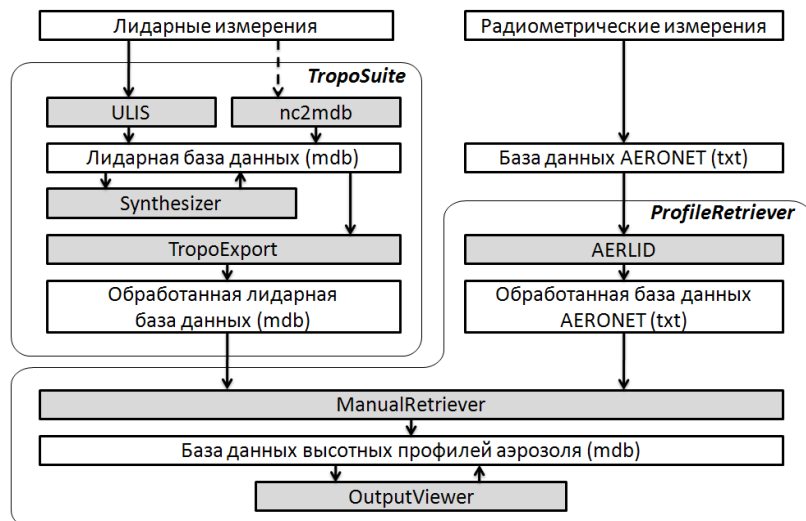 Лидарные измерения
Радиометрические измерения
TropoSuite
ULIS
nc2mdb
Лидарная база данных (mdb)
База данных AERONET (txt)
Synthesizer
ProfileRetriever
TropoExport
AERLID
Обработанная лидарная
база данных (mdb)
Обработанная база данных
AERONET (txt)
ManualRetriever
База данных высотных профилей аэрозоля (mdb)
OutputViewer